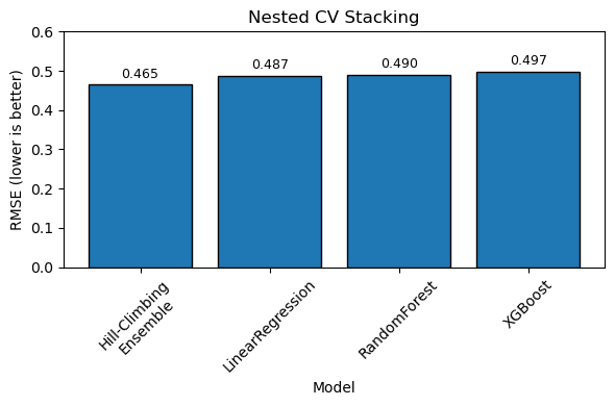 Nested CV Stacking
RMSE (lower is better)
0.6
0.5
0.4
0.3
0.2
0.1
0.0
0.465
0.487
0.490
0.497
Hill-Climbing
Ensemble
LinearRegression
RandomForest
XGBoost
Model